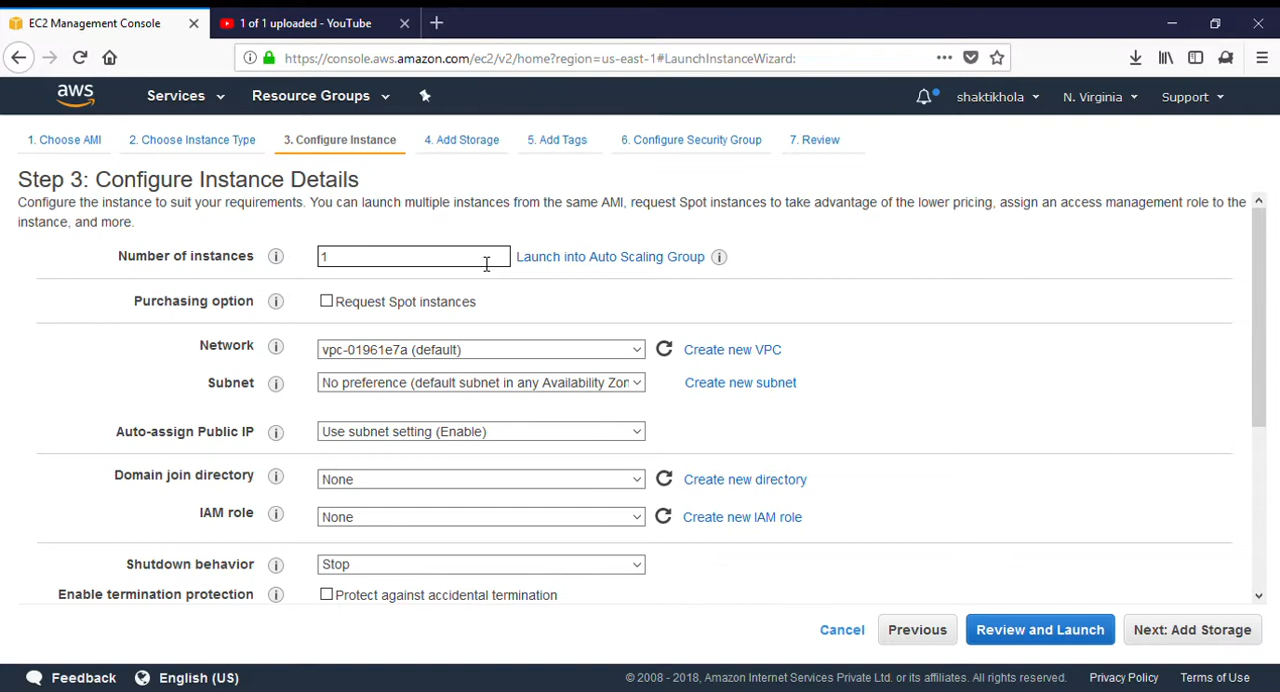 EC2 Management Console
1 of 1 uploaded - YouTube
https://console.aws.amazon.com/ec2/v2/home?region=us-east-1#LaunchInstanceWizard:
aws Services Resource Groups shaktikhola N. Virginia Support
1. Choose AMI 2. Choose Instance Type 3. Configure Instance 4. Add Storage 5. Add Tags 6. Configure Security Group 7. Review
Step 3: Configure Instance Details
Configure the instance to suit your requirements. You can launch multiple instances from the same AMI, request Spot instances to take advantage of the lower pricing, assign an access management role to the
instance, and more.
Number of instances i 1 Launch into Auto Scaling Group i
Purchasing option i Request Spot instances
Network i vpc-01961e7a (default) Create new VPC
Subnet i No preference (default subnet in any Availability Zon Create new subnet
Auto-assign Public IP i Use subnet setting (Enable)
Domain join directory i None Create new directory
IAM role i None Create new IAM role
Shutdown behavior i Stop
Enable termination protection i Protect against accidental termination
Cancel Previous Review and Launch Next: Add Storage
Feedback English (US) © 2008 - 2018, Amazon Internet Services Private Ltd. or its affiliates. All rights reserved. Privacy Policy Terms of Use